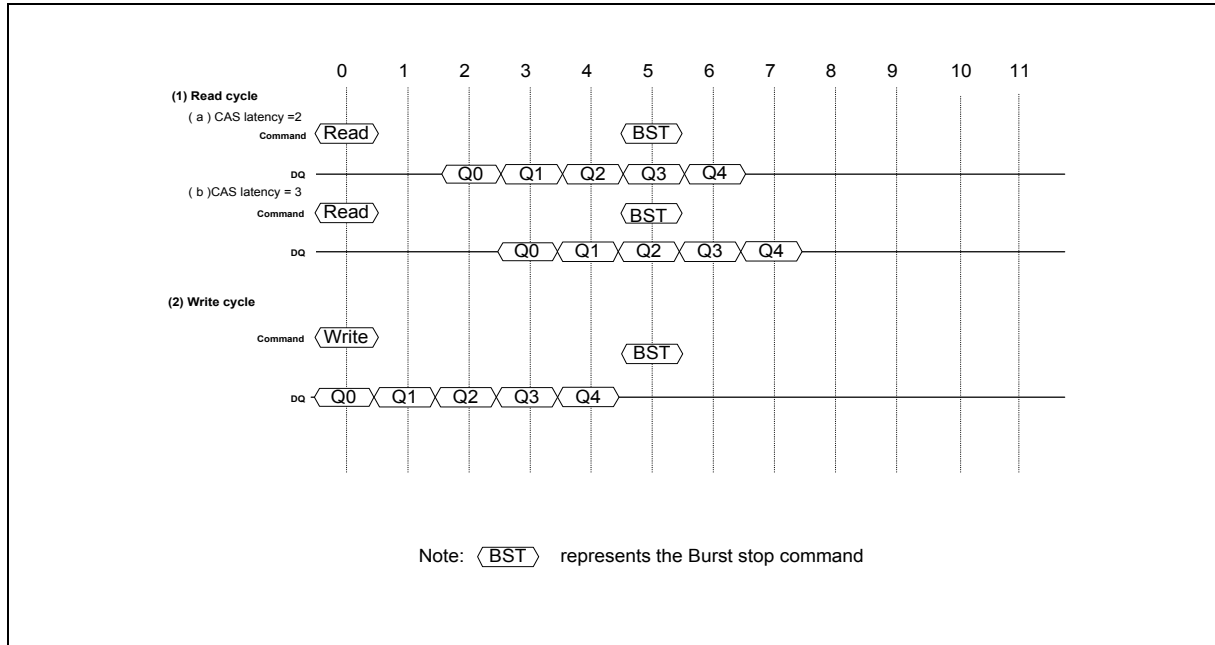 0 1 2 3 4 5 6 7 8 9 10 11
(1) Read cycle
( a ) CAS latency =2
Command Read BST
DQ Q0 Q1 Q2 Q3 Q4
( b )CAS latency = 3
Command Read BST
DQ Q0 Q1 Q2 Q3 Q4
(2) Write cycle
Command Write BST
DQ Q0 Q1 Q2 Q3 Q4
Note: BST represents the Burst stop command